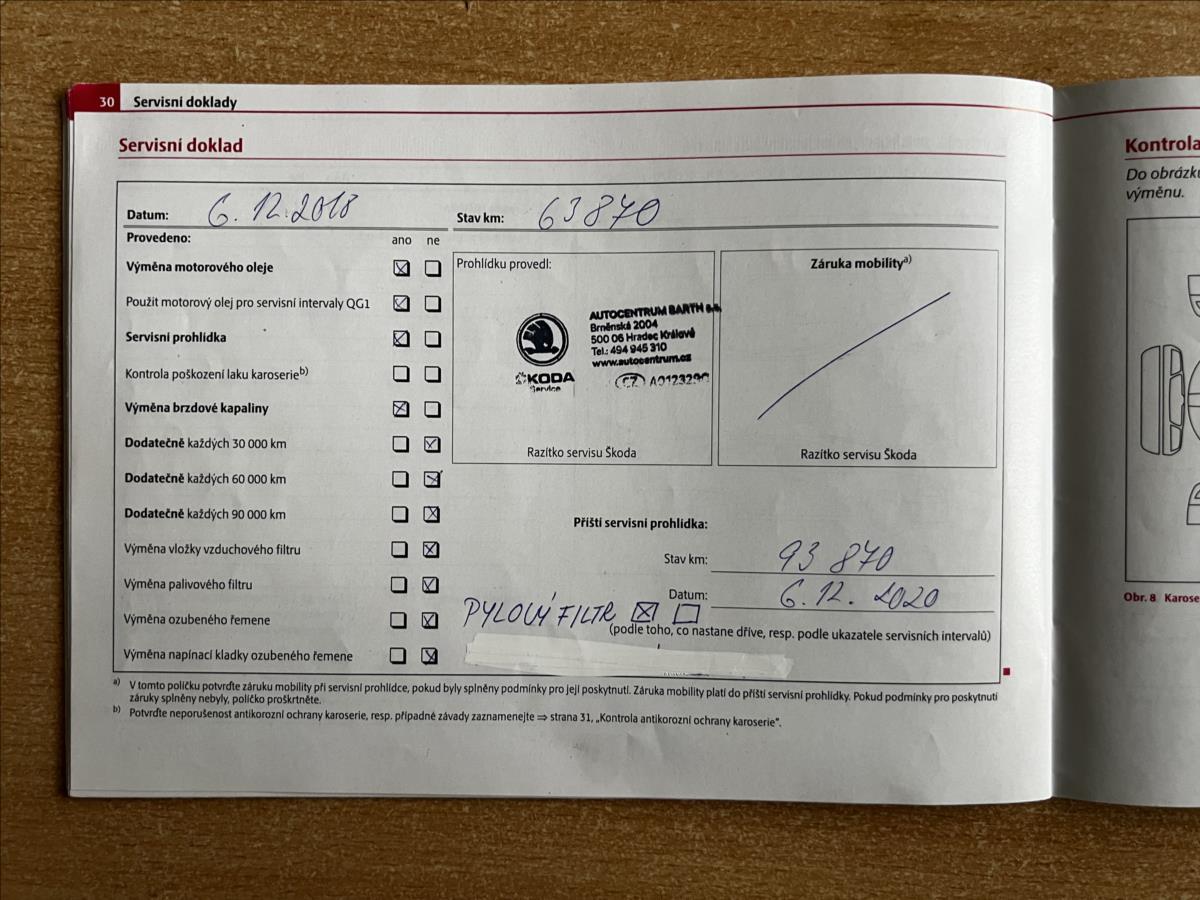 30 Servisní doklady
Servisní doklad
Datum: 6.12.2018 Stav km: 63870
Provedeno: ano ne
Výměna motorového oleje
Použit motorový olej pro servisní intervaly QG1
Servisní prohlídka
Kontrola poškození laku karoserie b)
Výměna brzdové kapaliny
Dodatečně každých 30 000 km
Dodatečně každých 60 000 km
Dodatečně každých 90 000 km
Výměna vložky vzduchového filtru
Výměna palivového filtru
Výměna ozubeného řemene
Výměna napínací kladky ozubeného řemene
Prohlídku provedl:
ŠKODA
Service
AUTOCENTRUM BARTH a.s.
Brněnská 2004
500 06 Hradec Králové
Tel.: 494 945 310
www.autocentrum.cz
CZ
Razítko servisu Škoda
Záruka mobility a)
Razítko servisu Škoda
Příští servisní prohlídka:
Stav km: 93 870
Datum: 6.12. 2020
PYLOVÝ FILTR
(podle toho, co nastane dříve, resp. podle ukazatele servisních intervalů)
a) V tomto políčku potvrďte záruku mobility při servisní prohlídce, pokud byly splněny podmínky pro její poskytnutí. Záruka mobility platí do příští servisní prohlídky. Pokud podmínky pro poskytnutí
záruky splněny nebyly, políčko proškrtněte.
b) Potvrďte neporušenost antikorozní ochrany karoserie, resp. případné závady zaznamenejte ⇒ strana 31, „Kontrola antikorozní ochrany karoserie“.
Kontrola
Do obrázku
výměnu.
Obr. 8 Karose